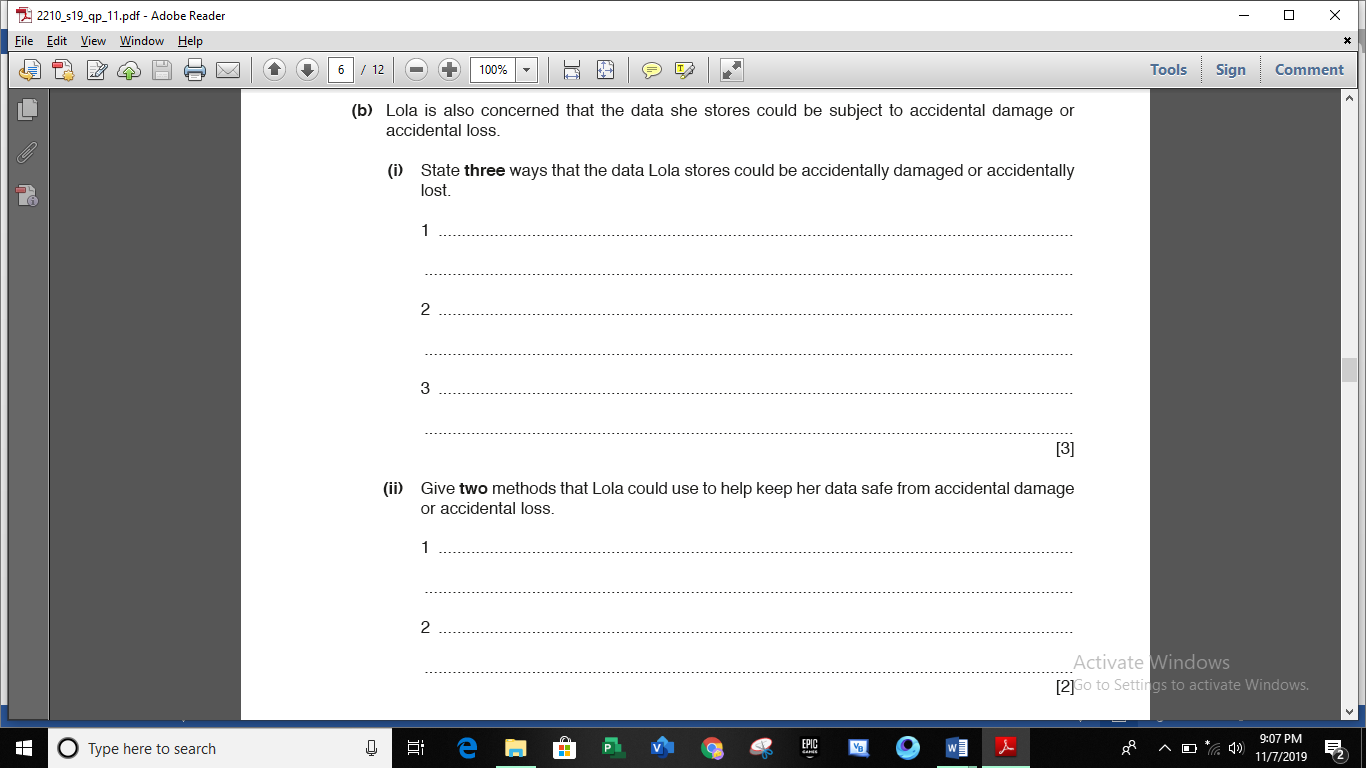 2210_s19_qp_11.pdf - Adobe Reader
File Edit View Window Help
6 / 12 100% Tools Sign Comment
(b) Lola is also concerned that the data she stores could be subject to accidental damage or
accidental loss.
(i) State three ways that the data Lola stores could be accidentally damaged or accidentally
lost.
1 ................................................................
................................................................
2 ................................................................
................................................................
3 ................................................................
................................................................
[3]
(ii) Give two methods that Lola could use to help keep her data safe from accidental damage
or accidental loss.
1 ................................................................
................................................................
2 ................................................................
................................................................
[2]
Activate Windows
Go to Settings to activate Windows.
Type here to search
EPIC GAMES
9:07 PM
11/7/2019
2